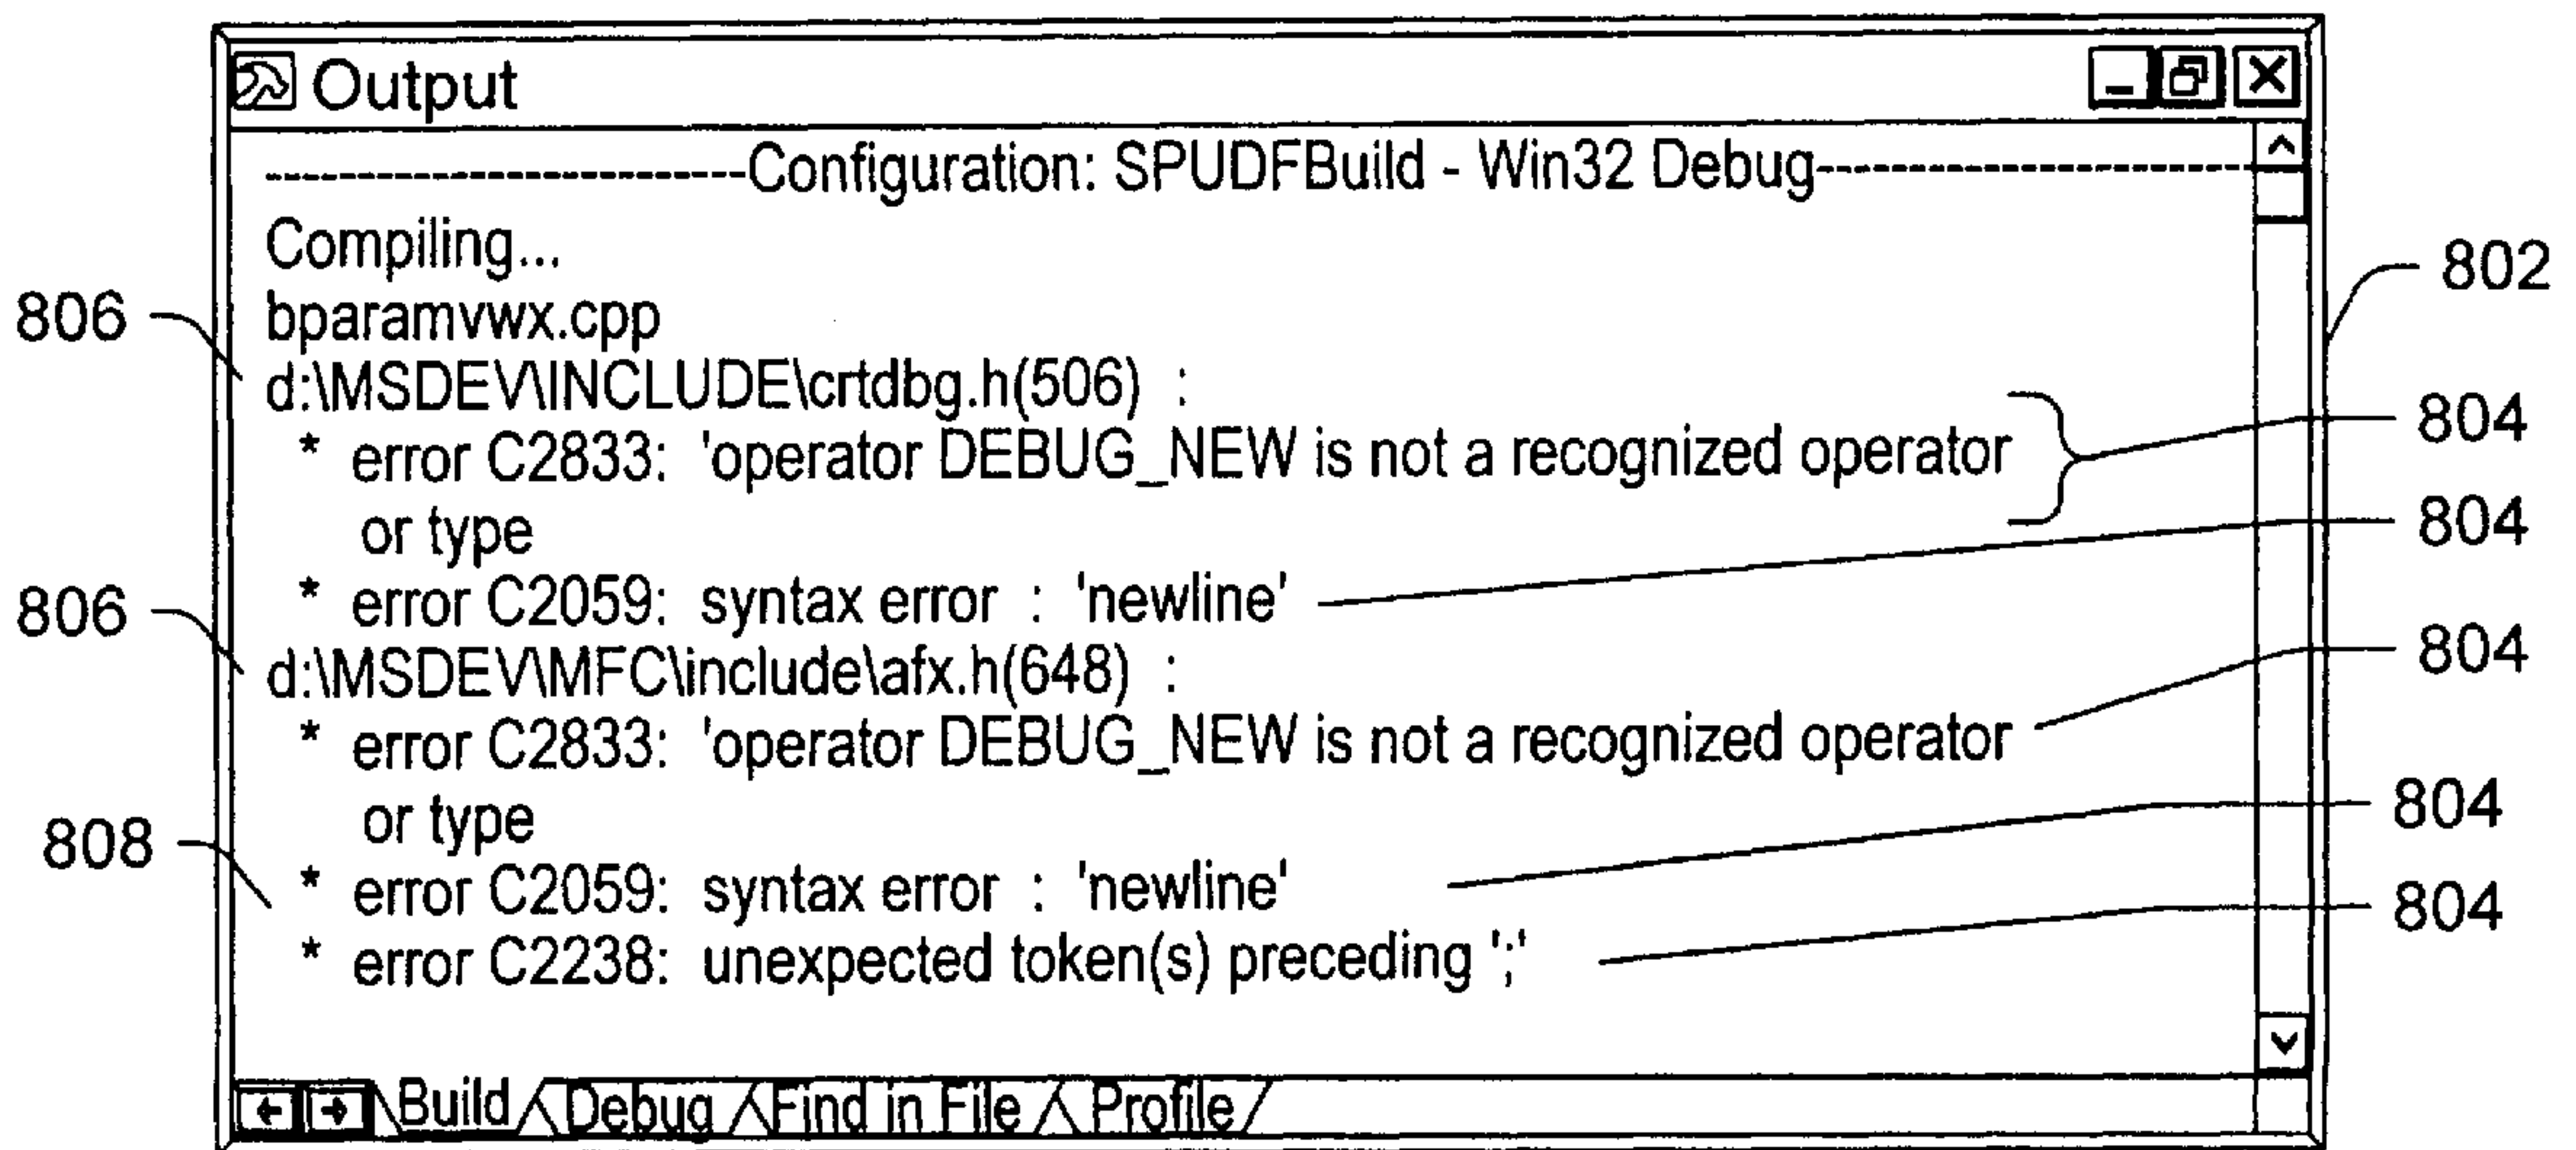 Output
-------------------------Configuration: SPUDFBuild - Win32 Debug-----------------------
Compiling...
802
806
bparamvwx.cpp
d:\MSDEV\INCLUDE\crtdbg.h(506) :
804
* error C2833: 'operator DEBUG_NEW is not a recognized operator
or type
804
* error C2059: syntax error : 'newline'
806
804
d:\MSDEV\MFC\include\afx.h(648) :
* error C2833: 'operator DEBUG_NEW is not a recognized operator
804
or type
808
* error C2059: syntax error : 'newline'
804
* error C2238: unexpected token(s) preceding ';'
Build Debug Find in File Profile